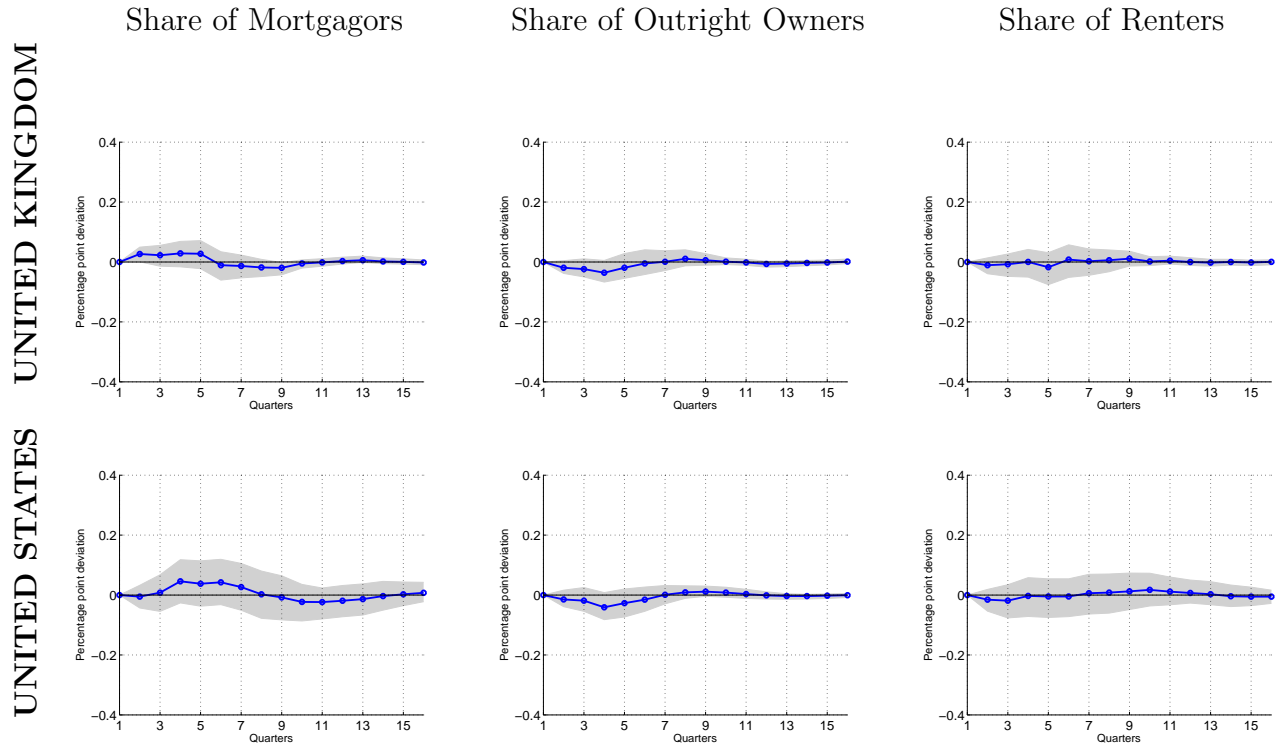 Share of Mortgagors
Share of Outright Owners
Share of Renters
UNITED KINGDOM
Percentage point deviation
0.4
0.2
0
−0.2
−0.4
1 3 5 7 9 11 13 15
Quarters
Percentage point deviation
0.4
0.2
0
−0.2
−0.4
1 3 5 7 9 11 13 15
Quarters
Percentage point deviation
0.4
0.2
0
−0.2
−0.4
1 3 5 7 9 11 13 15
Quarters
UNITED STATES
Percentage point deviation
0.4
0.2
0
−0.2
−0.4
1 3 5 7 9 11 13 15
Quarters
Percentage point deviation
0.4
0.2
0
−0.2
−0.4
1 3 5 7 9 11 13 15
Quarters
Percentage point deviation
0.4
0.2
0
−0.2
−0.4
1 3 5 7 9 11 13 15
Quarters